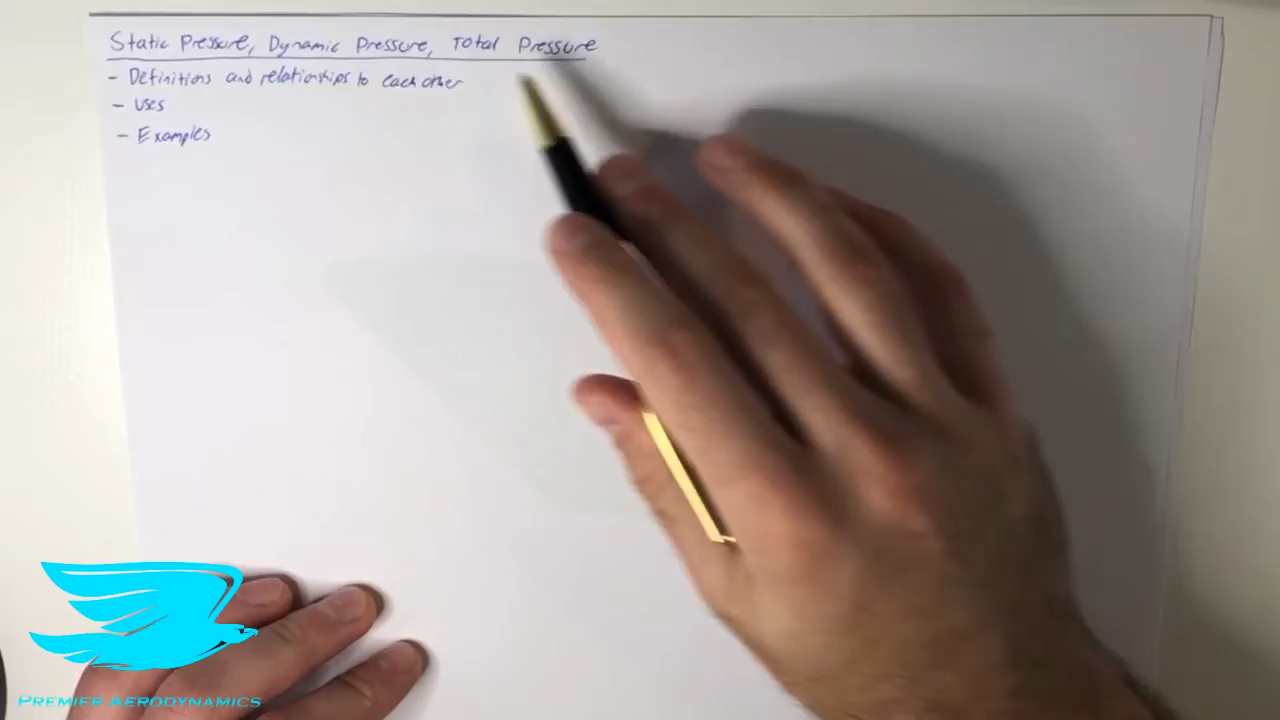 Static Pressure, Dynamic Pressure, Total Pressure
- Definitions and relationships to each other
- Uses
- Examples
PREMIER AERODYNAMICS